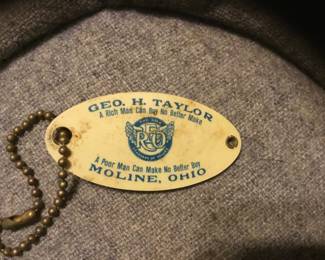 GEO. H. TAYLOR
A Rich Man Can Buy No Better Make
A Poor Man Can Make No Better Buy
MOLINE, OHIO